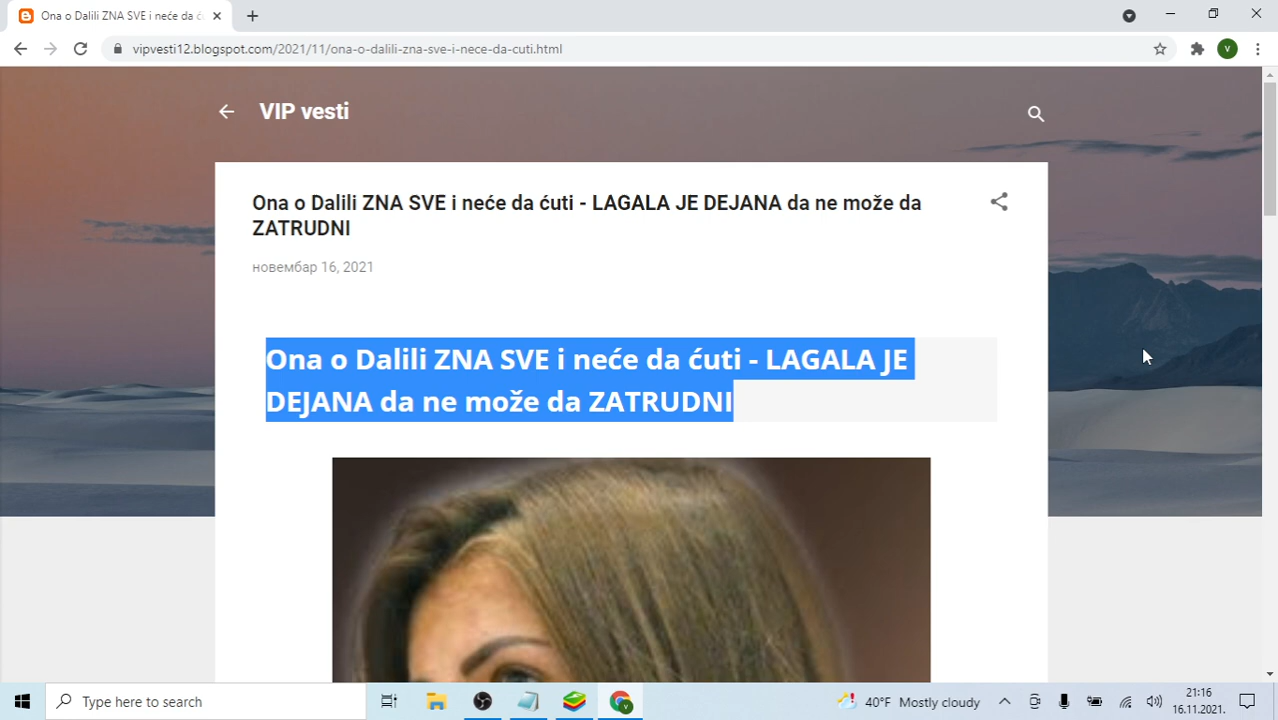 Ona o Dalili ZNA SVE i neće da ću
vipvesti12.blogspot.com/2021/11/ona-o-dalili-zna-sve-i-nece-da-cuti.html
V
VIP vesti
Ona o Dalili ZNA SVE i neće da ćuti - LAGALA JE DEJANA da ne može da
ZATRUDNI
новембар 16, 2021
Ona o Dalili ZNA SVE i neće da ćuti - LAGALA JE
DEJANA da ne može da ZATRUDNI
Type here to search
V
40°F Mostly cloudy
21:16
16.11.2021.